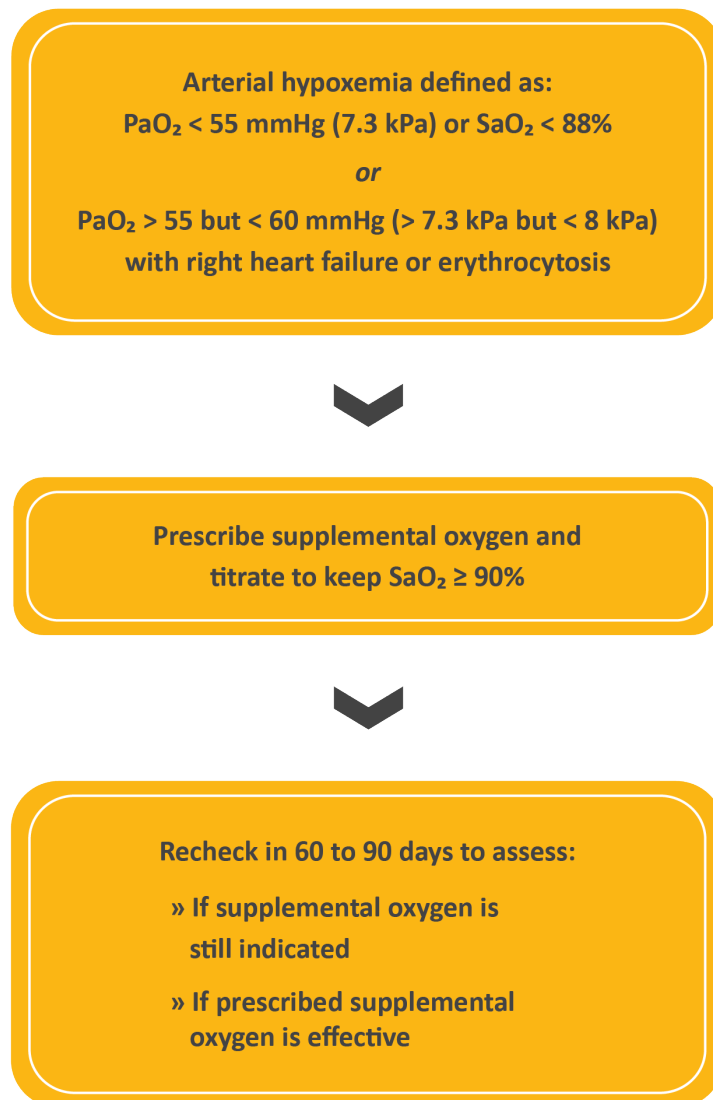 Arterial hypoxemia defined as:
PaO₂ < 55 mmHg (7.3 kPa) or SaO₂ < 88%
or
PaO₂ > 55 but < 60 mmHg (> 7.3 kPa but < 8 kPa)
with right heart failure or erythrocytosis
Prescribe supplemental oxygen and
titrate to keep SaO₂ ≥ 90%
Recheck in 60 to 90 days to assess:
» If supplemental oxygen is
still indicated
» If prescribed supplemental
oxygen is effective